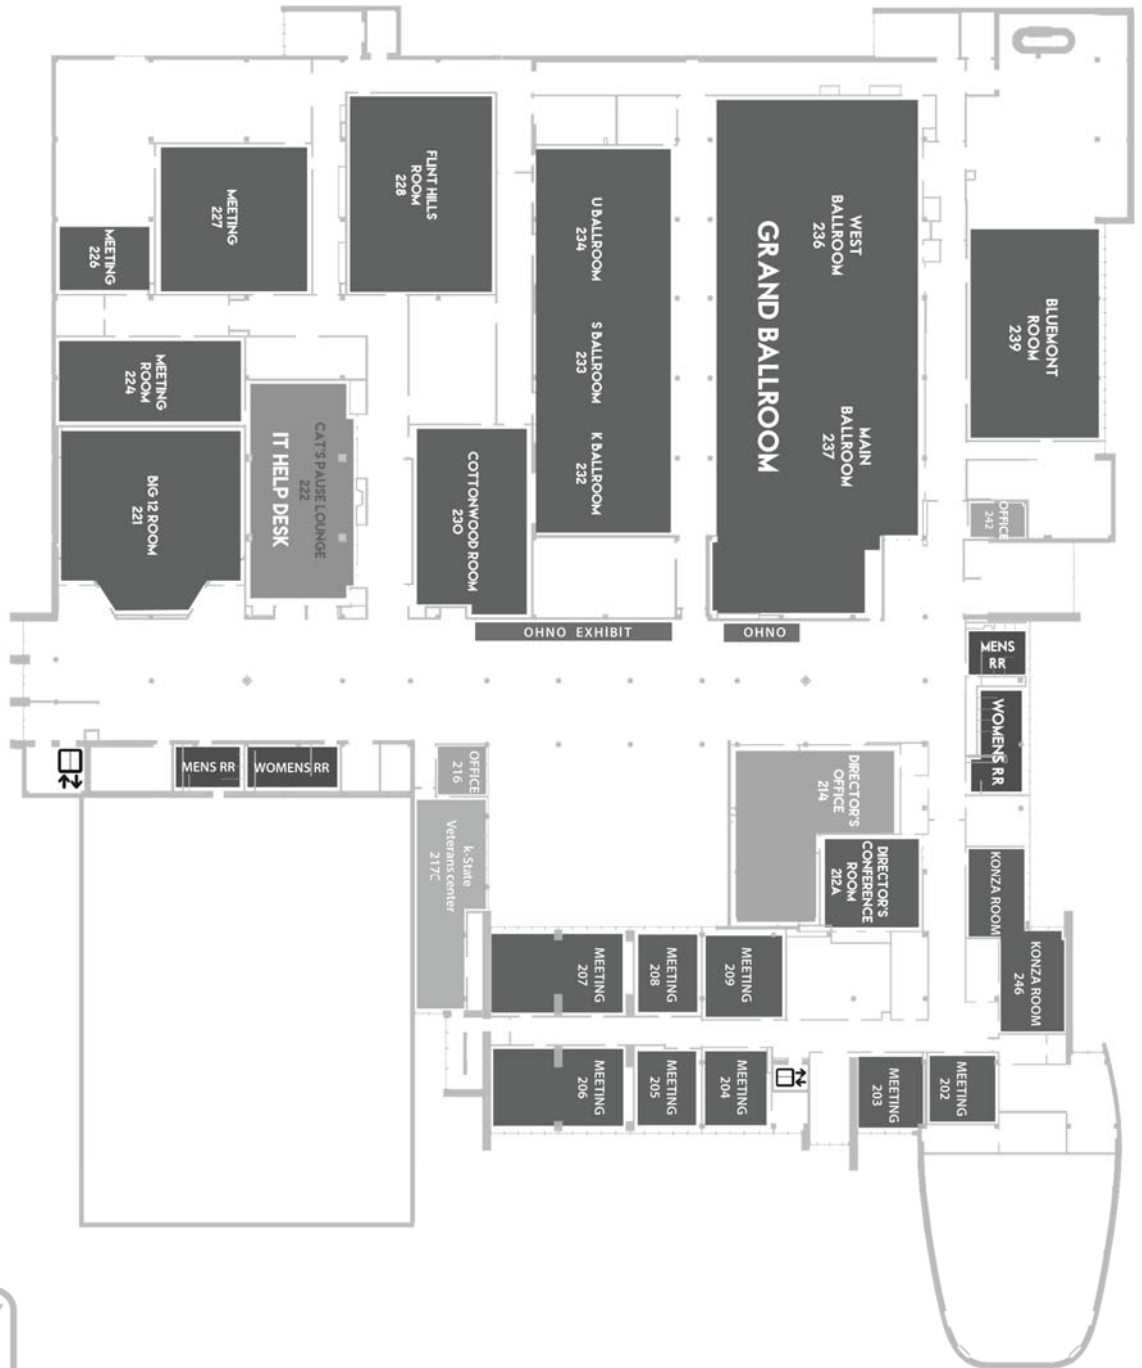 FLINT HILLS
ROOM
228
MEETING
227
MEETING
226
U BALLROOM
234
S BALLROOM
233
K BALLROOM
232
WEST
BALLROOM
236
MAIN
BALLROOM
237
GRAND BALLROOM
BLUEMONT
ROOM
239
MEETING
ROOM
224
CAT'S PAUSE LOUNGE
222
IT HELP DESK
BIG 12 ROOM
221
COTTONWOOD ROOM
230
OFFICE
242
OHNO EXHIBIT
OHNO
MENS
RR
WOMENS RR
MENS RR
WOMENS RR
OFFICE
216
k-State
Veterans center
217C
DIRECTOR'S
OFFICE
214
DIRECTOR'S
CONFERENCE
ROOM
212A
KONZA ROOM
KONZA ROOM
246
MEETING
207
MEETING
208
MEETING
209
MEETING
206
MEETING
205
MEETING
204
MEETING
203
MEETING
202